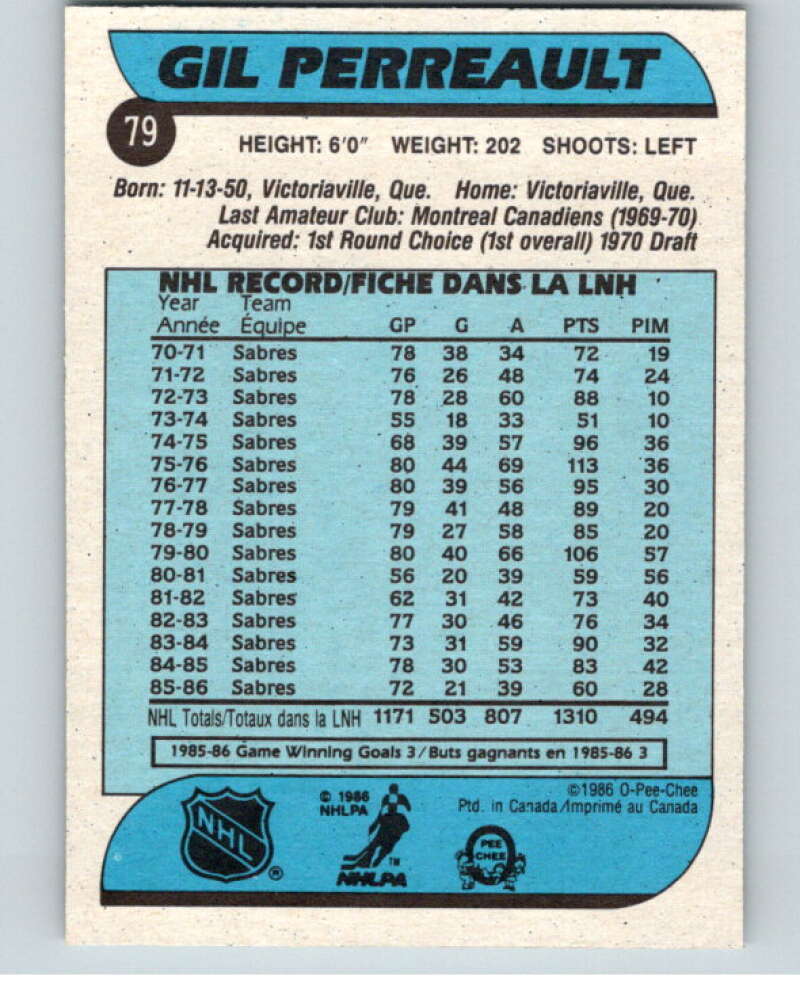 GIL PERREAULT
79
HEIGHT: 6'0" WEIGHT: 202 SHOOTS: LEFT
Born: 11-13-50, Victoriaville, Que. Home: Victoriaville, Que.
Last Amateur Club: Montreal Canadiens (1969-70)
Acquired: 1st Round Choice (1st overall) 1970 Draft
NHL RECORD/FICHE DANS LA LNH
Year Team
Année Équipe GP G A PTS PIM
70-71 Sabres 78 38 34 72 19
71-72 Sabres 76 26 48 74 24
72-73 Sabres 78 28 60 88 10
73-74 Sabres 55 18 33 51 10
74-75 Sabres 68 39 57 96 36
75-76 Sabres 80 44 69 113 36
76-77 Sabres 80 39 56 95 30
77-78 Sabres 79 41 48 89 20
78-79 Sabres 79 27 58 85 20
79-80 Sabres 80 40 66 106 57
80-81 Sabres 56 20 39 59 56
81-82 Sabres 62 31 42 73 40
82-83 Sabres 77 30 46 76 34
83-84 Sabres 73 31 59 90 32
84-85 Sabres 78 30 53 83 42
85-86 Sabres 72 21 39 60 28
NHL Totals/Totaux dans la LNH 1171 503 807 1310 494
1985-86 Game Winning Goals 3/Buts gagnants en 1985-86 3
©1986 O-Pee-Chee
Ptd. in Canada/Imprimé au Canada
NHL ®
© 1986
NHLPA
TM
NHLPA
PEE
CHEE